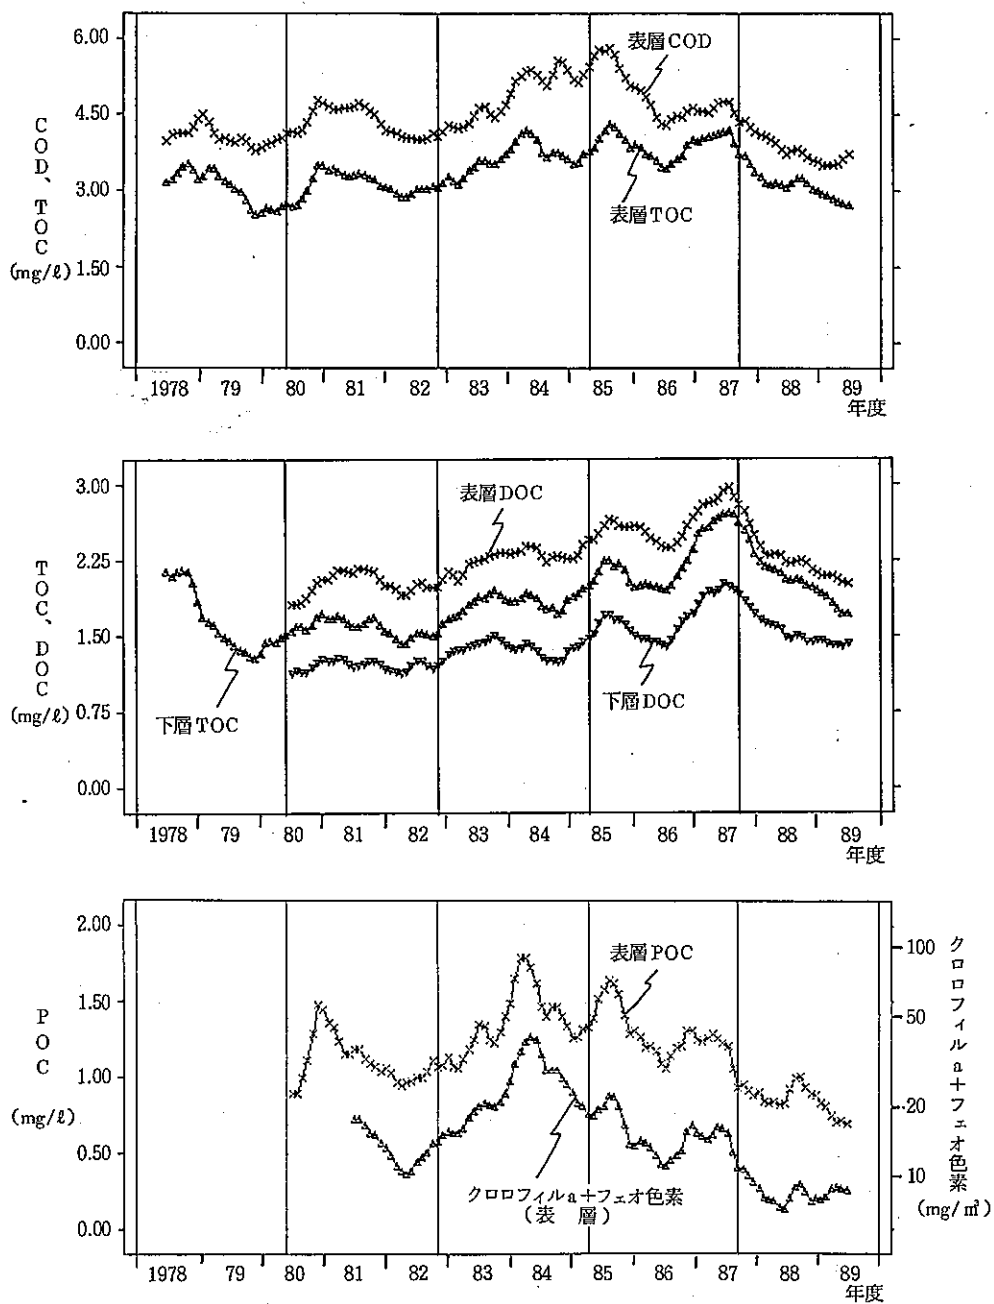 6.00
4.50
3.00
1.50
0.00
COD、TOC
(mg/ℓ)
表層COD
表層TOC
1978 79 80 81 82 83 84 85 86 87 88 89
年度
3.00
2.25
1.50
0.75
0.00
TOC、DOC
(mg/ℓ)
表層DOC
下層TOC
下層DOC
1978 79 80 81 82 83 84 85 86 87 88 89
年度
2.00
1.50
1.00
0.50
0.00
POC
(mg/ℓ)
表層POC
クロロフィルa+フェオ色素
(表 層)
100
50
20
10
クロロフィルa+フェオ色素
(mg/㎥)
1978 79 80 81 82 83 84 85 86 87 88 89
年度